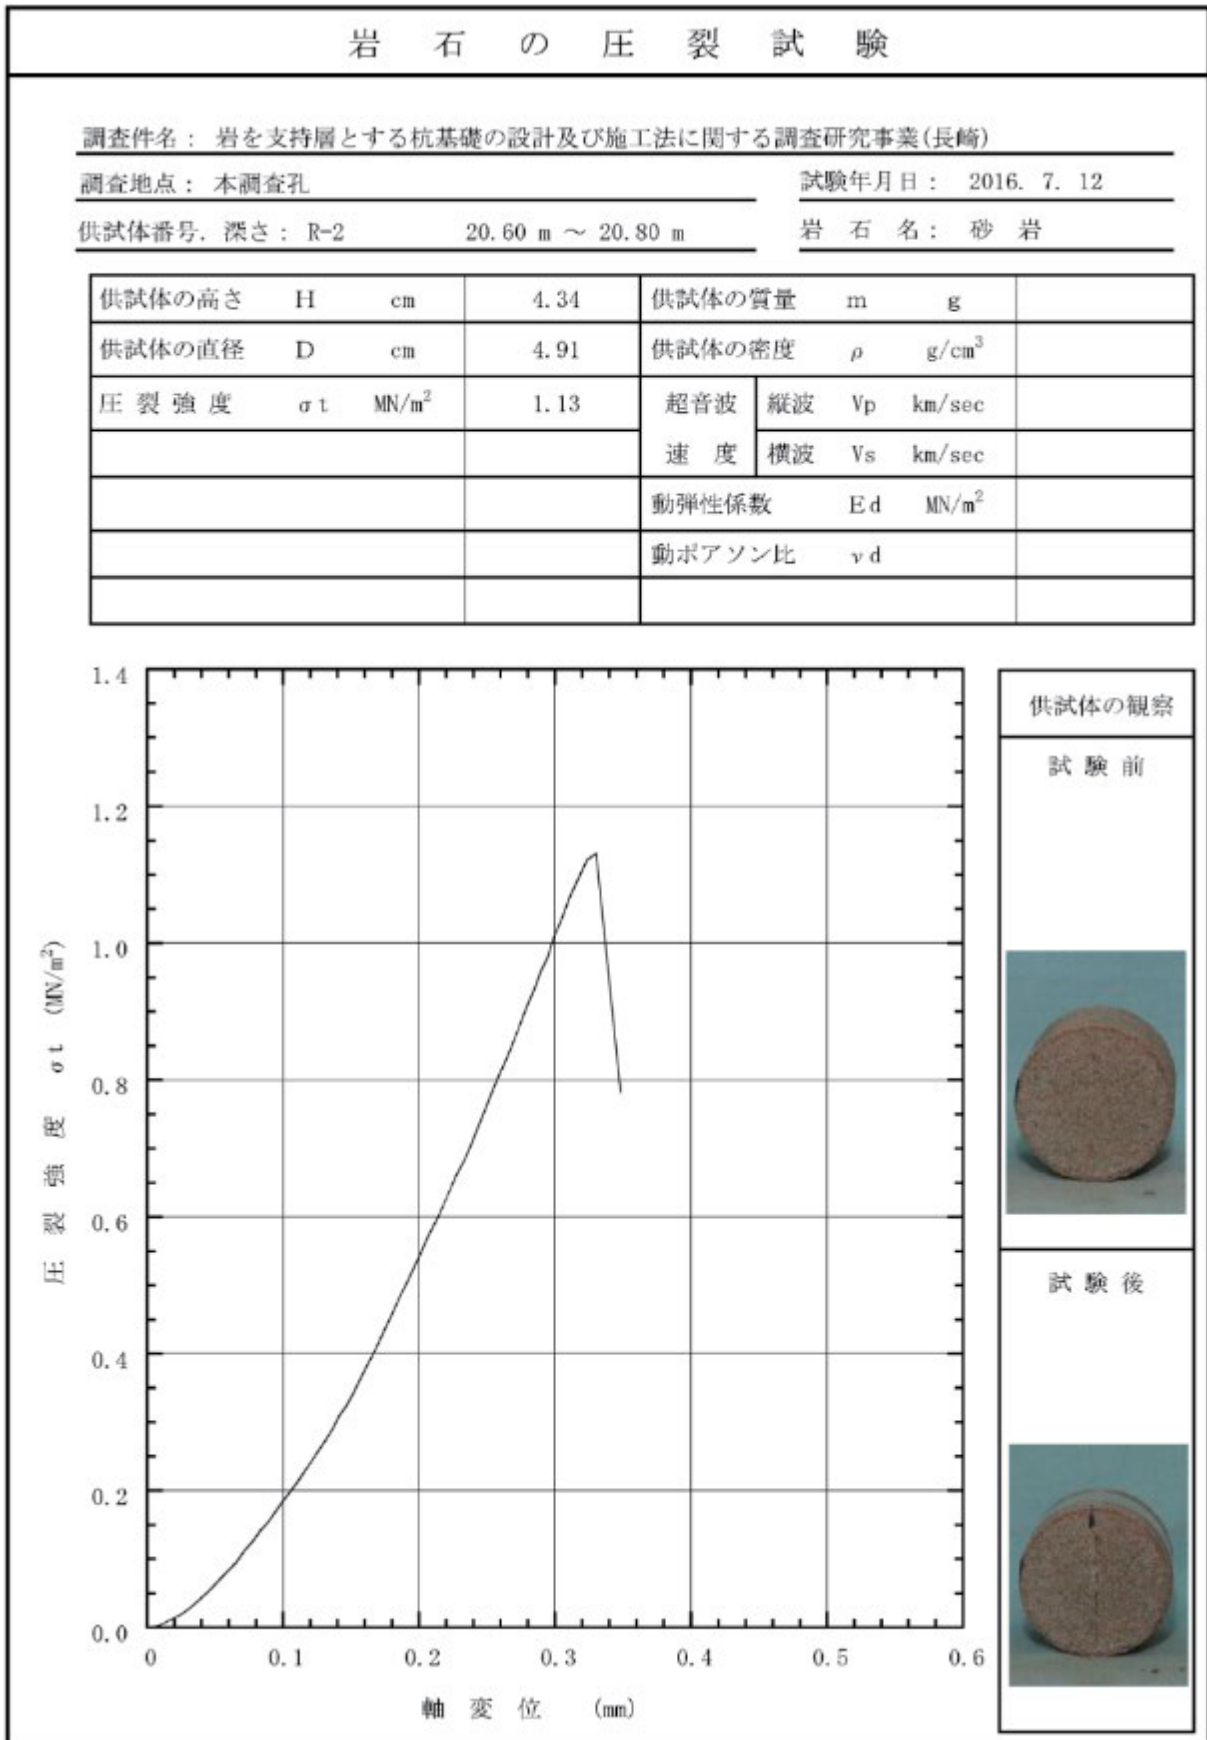 岩石の圧裂試験
調査件名： 岩を支持層とする杭基礎の設計及び施工法に関する調査研究事業(長崎)
調査地点： 本調査孔 試験年月日： 2016. 7. 12
供試体番号. 深さ： R-2 20.60 m ～ 20.80 m 岩石名： 砂岩
供試体の高さ H cm 4.34 供試体の質量 m g
供試体の直径 D cm 4.91 供試体の密度 ρ g/cm³
圧裂強度 σt MN/m² 1.13 超音波 縦波 Vp km/sec
速度 横波 Vs km/sec
動弾性係数 Ed MN/m²
動ポアソン比 νd
1.4
1.2
1.0
0.8
0.6
0.4
0.2
0.0
圧裂強度 σt (MN/m²)
0 0.1 0.2 0.3 0.4 0.5 0.6
軸変位 (mm)
供試体の観察
試験前
試験後